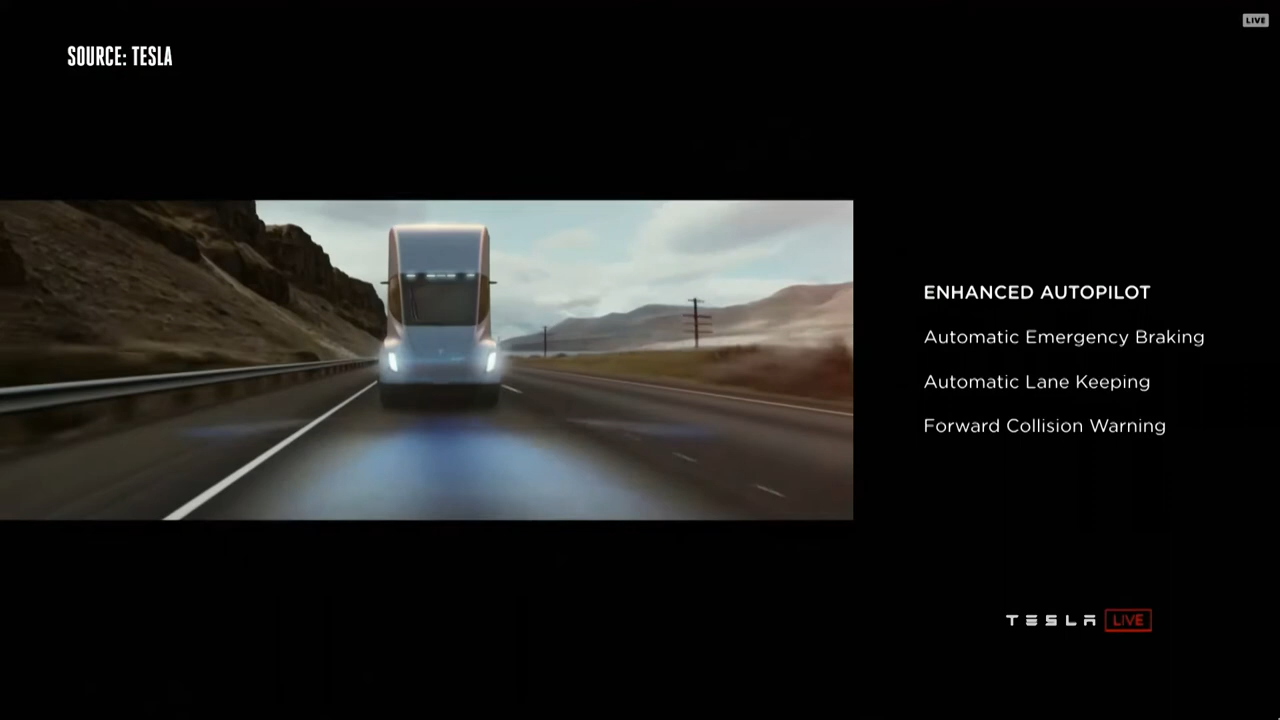 LIVE
SOURCE: TESLA
ENHANCED AUTOPILOT
Automatic Emergency Braking
Automatic Lane Keeping
Forward Collision Warning
TESLA LIVE